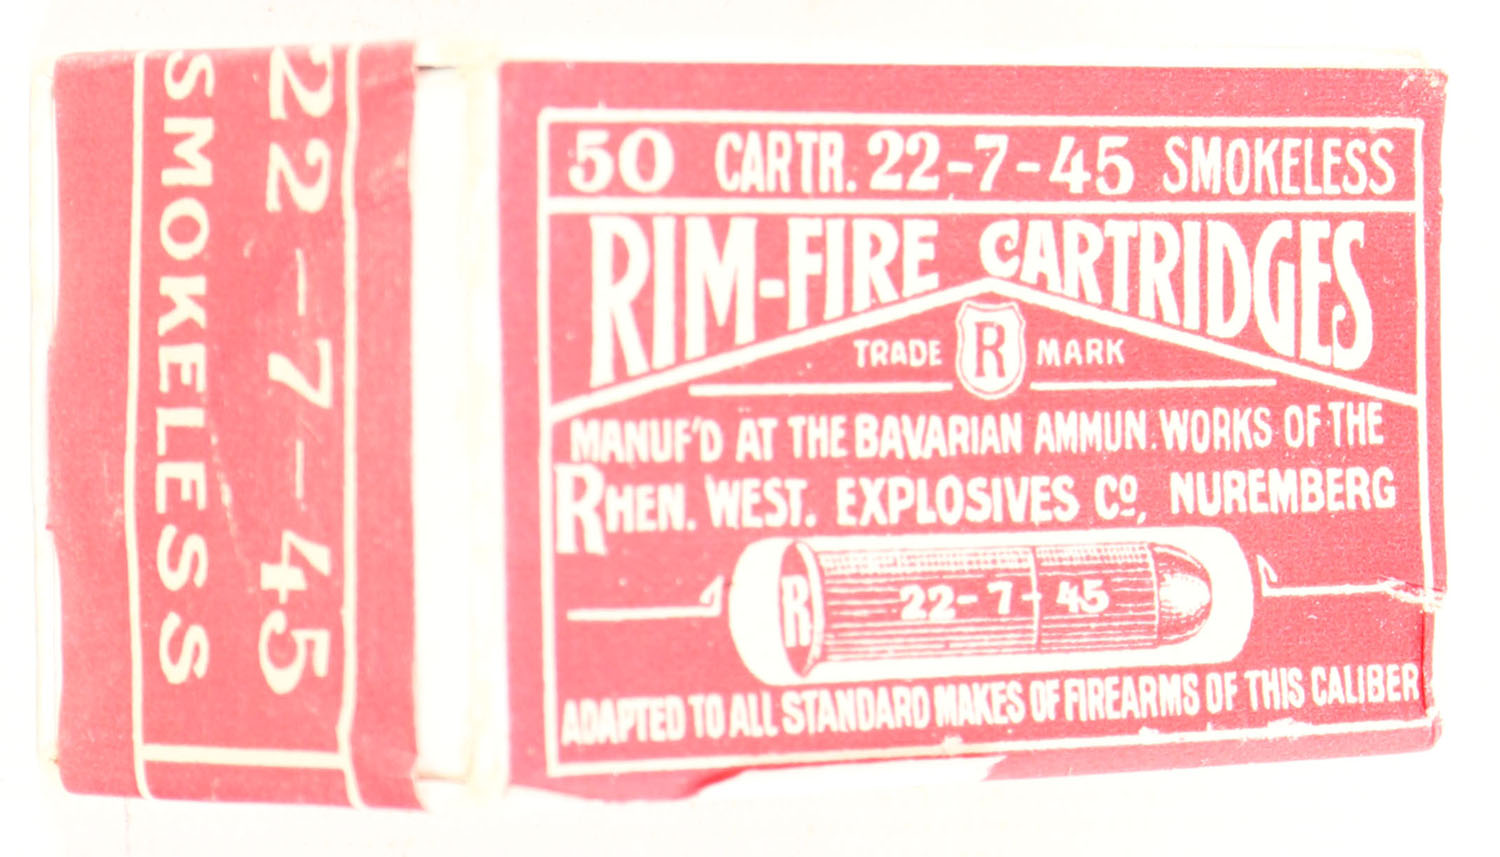 22-7-45
SMOKELESS
50 CARTR. 22-7-45 SMOKELESS
RIM-FIRE CARTRIDGES
TRADE R MARK
MANUF'D AT THE BAVARIAN AMMUN. WORKS OF THE
RHEN. WEST. EXPLOSIVES Cº, NUREMBERG
R 22-7-45
ADAPTED TO ALL STANDARD MAKES OF FIREARMS OF THIS CALIBER